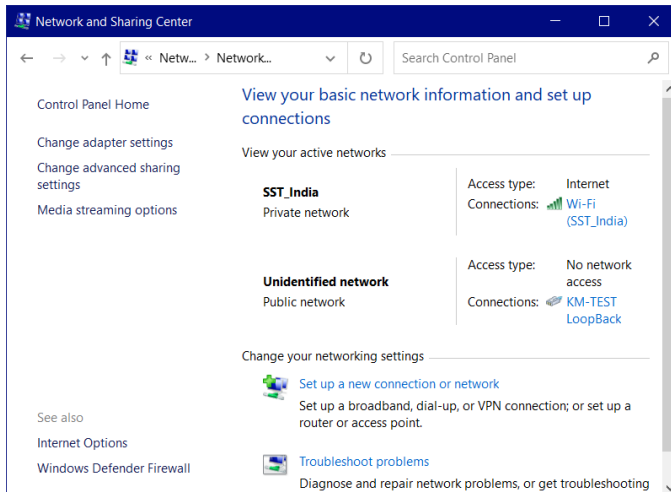 Network and Sharing Center
« Netw... > Network...
Search Control Panel
Control Panel Home
Change adapter settings
Change advanced sharing
settings
Media streaming options
See also
Internet Options
Windows Defender Firewall
View your basic network information and set up
connections
View your active networks
SST_India
Private network
Access type: Internet
Connections: Wi-Fi
(SST_India)
Unidentified network
Public network
Access type: No network
access
Connections: KM-TEST
LoopBack
Change your networking settings
Set up a new connection or network
Set up a broadband, dial-up, or VPN connection; or set up a
router or access point.
Troubleshoot problems
Diagnose and repair network problems, or get troubleshooting